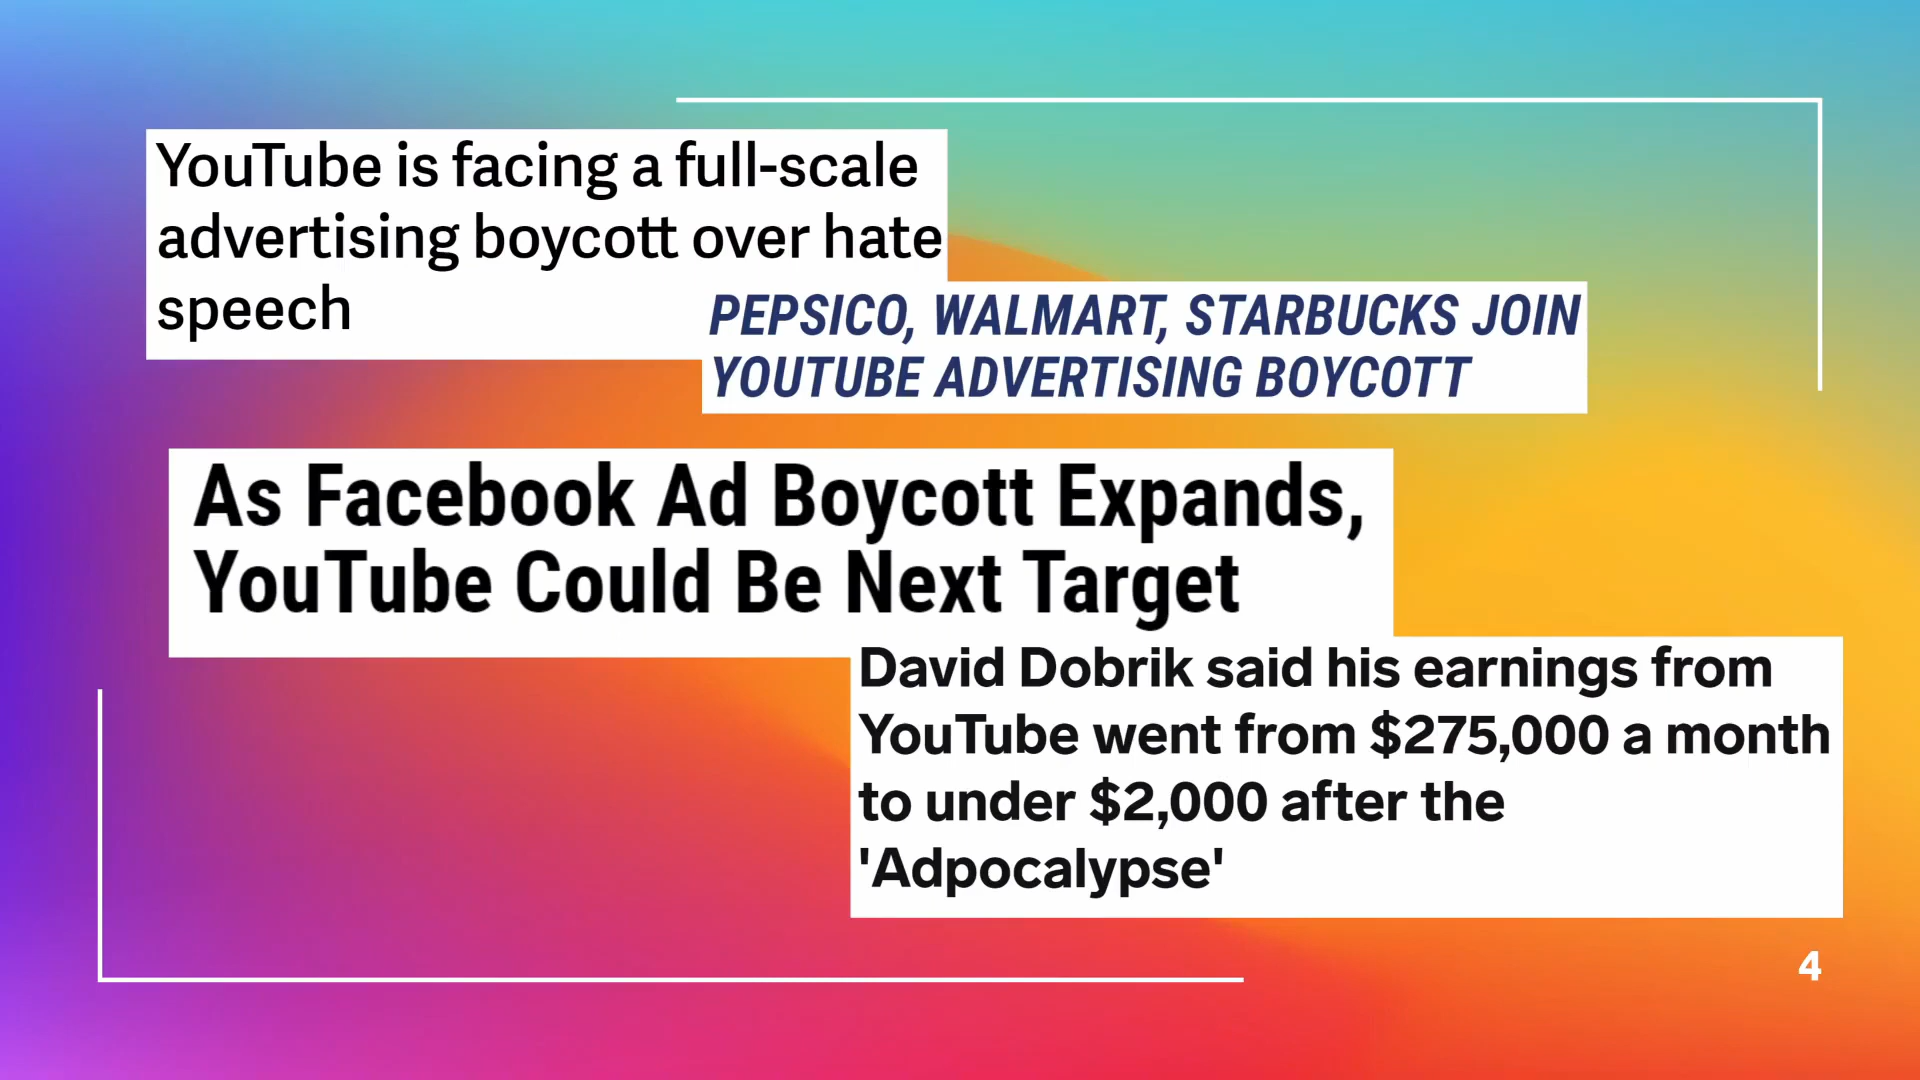 YouTube is facing a full-scale
advertising boycott over hate
speech
PEPSICO, WALMART, STARBUCKS JOIN
YOUTUBE ADVERTISING BOYCOTT
As Facebook Ad Boycott Expands,
YouTube Could Be Next Target
David Dobrik said his earnings from
YouTube went from $275,000 a month
to under $2,000 after the
'Adpocalypse'
4